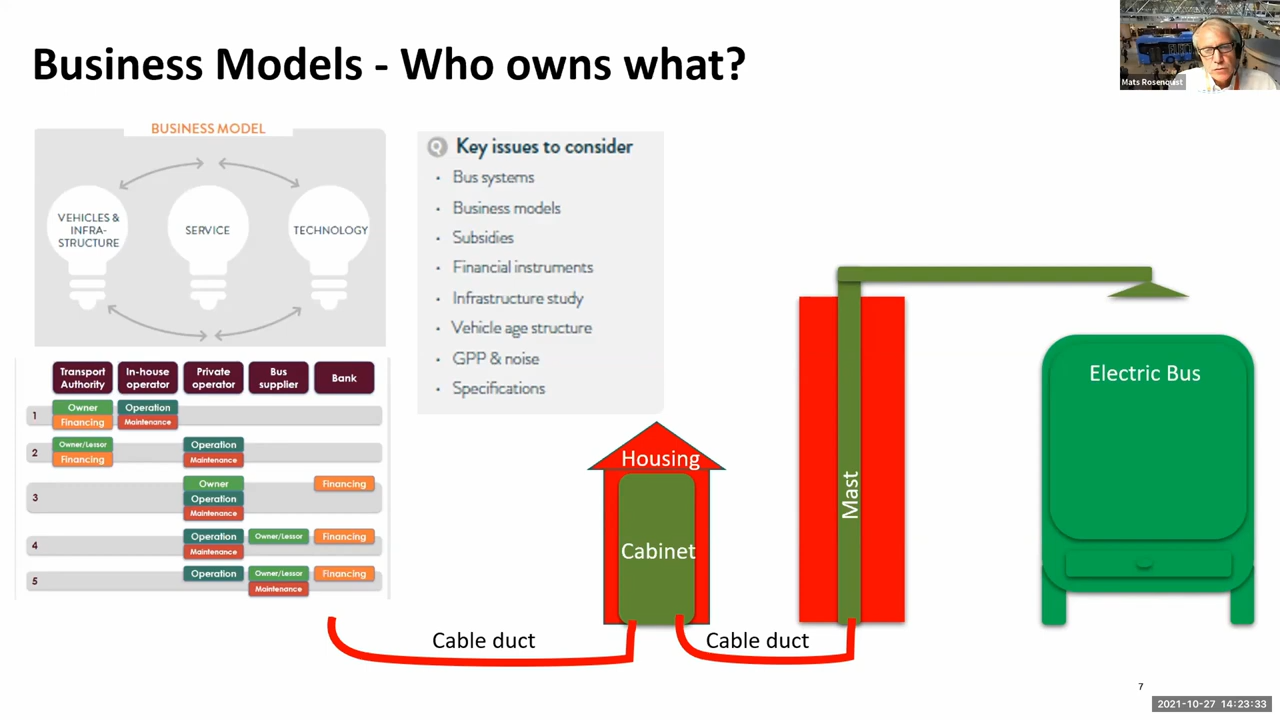 Business Models - Who owns what?
Mats Rosenquist
BUSINESS MODEL
VEHICLES &
INFRA-
STRUCTURE
SERVICE
TECHNOLOGY
Key issues to consider
· Bus systems
· Business models
· Subsidies
· Financial instruments
· Infrastructure study
· Vehicle age structure
· GPP & noise
· Specifications
Transport
Authority
In-house
operator
Private
operator
Bus
supplier
Bank
1
Owner
Operation
Financing
Maintenance
2
Owner/Lessor
Operation
Financing
Maintenance
3
Owner
Financing
Operation
Maintenance
4
Operation
Owner/Lessor
Financing
Maintenance
5
Operation
Owner/Lessor
Financing
Maintenance
Housing
Cabinet
Mast
Electric Bus
Cable duct
Cable duct
7
2021-10-27 14:23:33